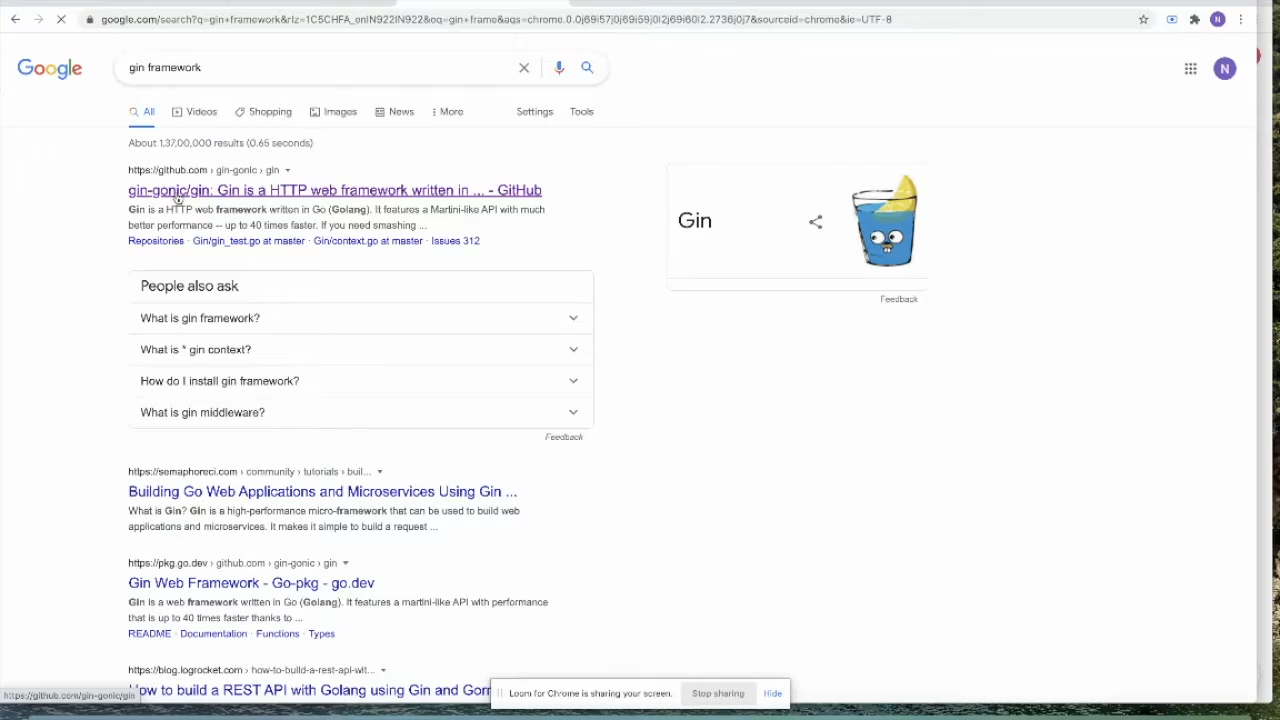 google.com/search?q=gin+framework&rlz=1C5CHFA_enIN922IN922&eq=gin+frame&aqs=chrome.0.0j69i57j0j69i59j0l2j69i60l2.2736j0j7&sourceid=chrome&ie=UTF-8
N
Google
gin framework
N
All
Videos
Shopping
Images
News
More
Settings
Tools
About 1,37,00,000 results (0.65 seconds)
https://github.com › gin-gonic › gin
gin-gonic/gin: Gin is a HTTP web framework written in ... - GitHub
Gin is a HTTP web framework written in Go (Golang). It features a Martini-like API with much
better performance -- up to 40 times faster. If you need smashing ...
Repositories · Gin/gin_test.go at master · Gin/context.go at master · Issues 312
Gin
Feedback
People also ask
What is gin framework?
What is * gin context?
How do I install gin framework?
What is gin middleware?
Feedback
https://semaphoreci.com › community › tutorials › buil...
Building Go Web Applications and Microservices Using Gin ...
What is Gin? Gin is a high-performance micro-framework that can be used to build web
applications and microservices. It makes it simple to build a request ...
https://pkg.go.dev › github.com › gin-gonic › gin
Gin Web Framework - Go-pkg - go.dev
Gin is a web framework written in Go (Golang). It features a martini-like API with performance
that is up to 40 times faster thanks to ...
README · Documentation · Functions · Types
https://blog.logrocket.com › how-to-build-a-rest-api-wit...
How to build a REST API with Golang using Gin and Gorr
https://github.com/gin-gonic/gin
Loom for Chrome is sharing your screen.
Stop sharing
Hide